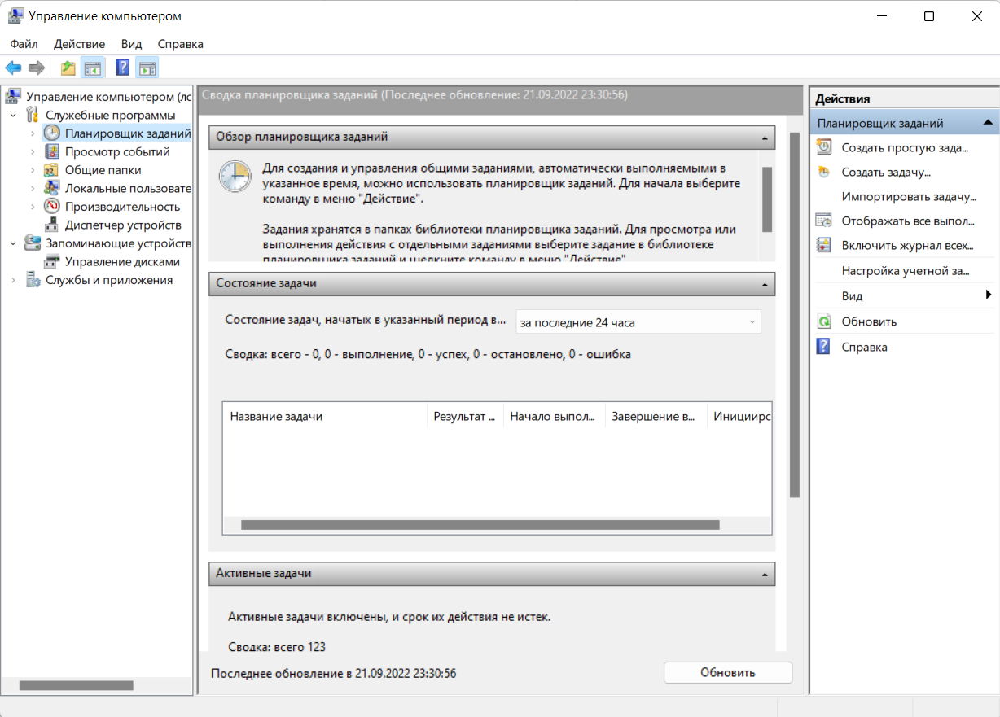 Управление компьютером
Файл Действие Вид Справка
Управление компьютером (лс
Служебные программы
Планировщик заданий
Просмотр событий
Общие папки
Локальные пользовате
Производительность
Диспетчер устройств
Запоминающие устройств
Управление дисками
Службы и приложения
Сводка планировщика заданий (Последнее обновление: 21.09.2022 23:30:56)
Обзор планировщика заданий
Для создания и управления общими заданиями, автоматически выполняемыми в
указанное время, можно использовать планировщик заданий. Для начала выберите
команду в меню "Действие".
Задания хранятся в папках библиотеки планировщика заданий. Для просмотра или
выполнения действия с отдельными заданиями выберите задание в библиотеке
планировщика заданий и щелкните команду в меню "Действие".
Состояние задачи
Состояние задач, начатых в указанный период в... за последние 24 часа
Сводка: всего - 0, 0 - выполнение, 0 - успех, 0 - остановлено, 0 - ошибка
Название задачи Результат ... Начало выпол... Завершение в... Инициирс
Активные задачи
Активные задачи включены, и срок их действия не истек.
Сводка: всего 123
Последнее обновление в 21.09.2022 23:30:56 Обновить
Действия
Планировщик заданий
Создать простую зада...
Создать задачу...
Импортировать задачу...
Отображать все выпол...
Включить журнал всех...
Настройка учетной за...
Вид
Обновить
Справка